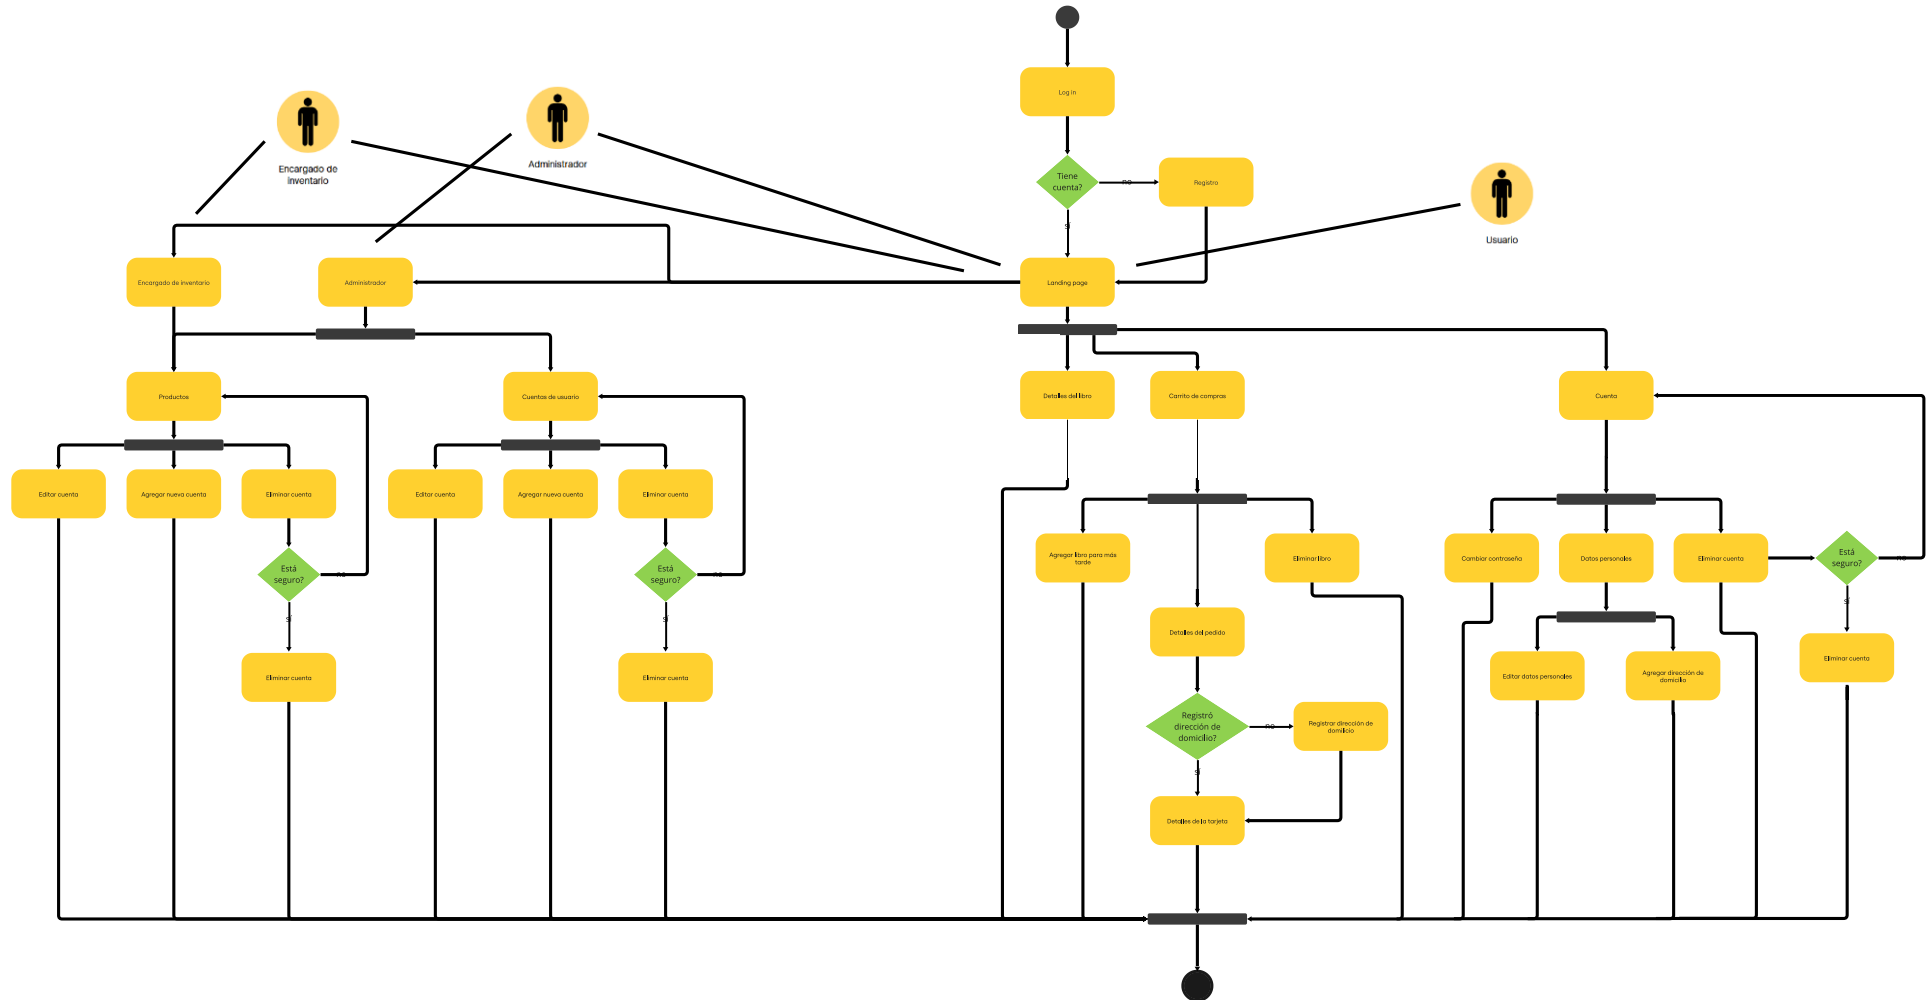 Log in
Encargado de
inventario
Administrador
Tiene
cuenta?
no
Registro
sí
Usuario
Encargado de inventario
Administrador
Landing page
Productos
Cuentas de usuario
Detalles del libro
Carrito de compras
Cuenta
Editar cuenta
Agregar nueva cuenta
Eliminar cuenta
Editar cuenta
Agregar nueva cuenta
Eliminar cuenta
Agregar libro para más
tarde
Eliminar libro
Cambiar contraseña
Datos personales
Eliminar cuenta
Está
seguro?
no
Está
seguro?
no
Está
seguro?
no
sí
sí
sí
Detalles del pedido
Eliminar cuenta
Eliminar cuenta
Editar datos personales
Agregar dirección de
domicilio
Eliminar cuenta
Registró
dirección de
domicilio?
no
Registrar dirección de
domilicio
sí
Detalles de la tarjeta